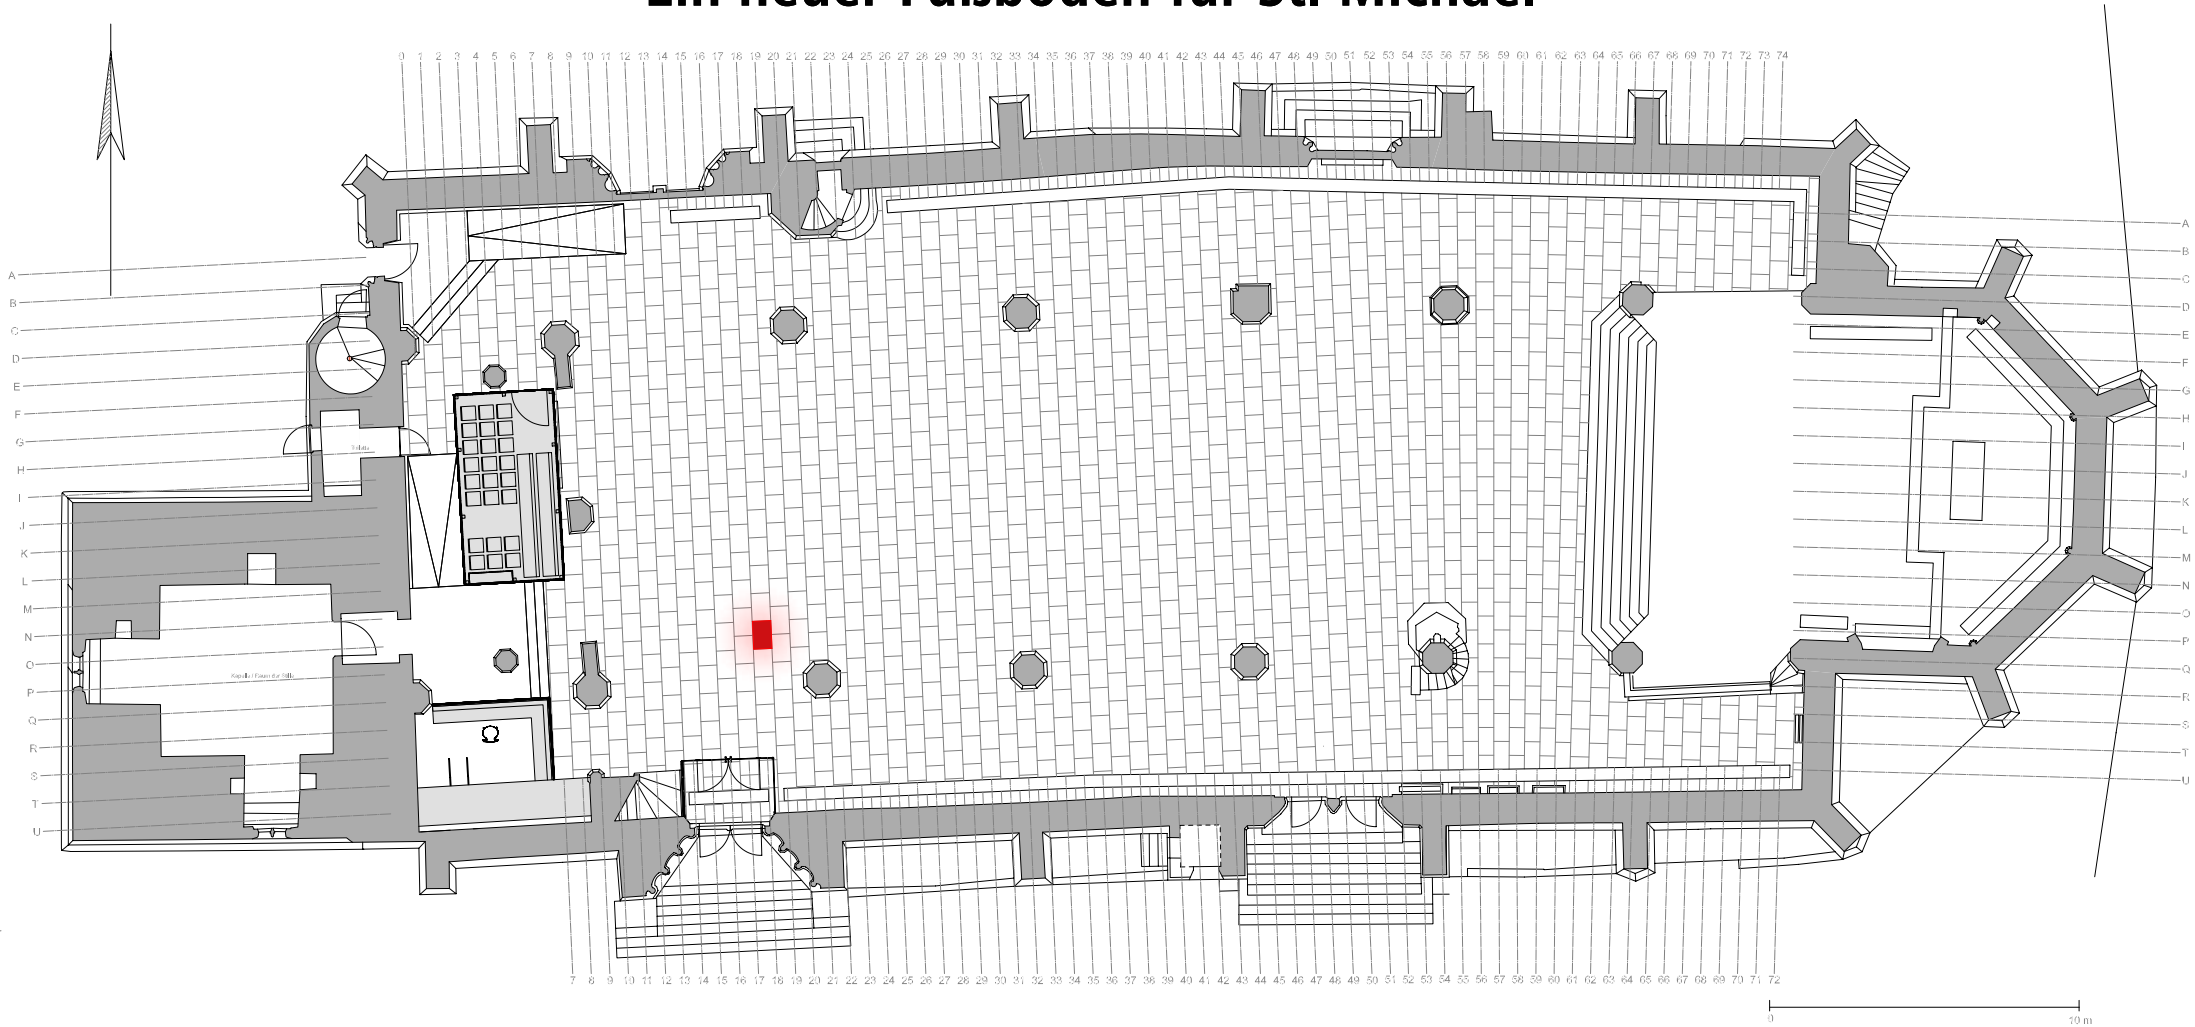 Ein neuer Fußboden für St. Michael
0 1 2 3 4 5 6 7 8 9 10 11 12 13 14 15 16 17 18 19 20 21 22 23 24 25 26 27 28 29 30 31 32 33 34 35 36 37 38 39 40 41 42 43 44 45 46 47 48 49 50 51 52 53 54 55 56 57 58 59 60 61 62 63 64 65 66 67 68 69 70 71 72 73 74
A
B
C
D
E
F
G
H
I
J
K
L
M
N
O
P
Q
R
S
T
U
Kapelle / Raum der Stille
A
B
C
D
E
F
G
H
I
J
K
L
M
N
O
P
Q
R
S
T
U
7 8 9 10 11 12 13 14 15 16 17 18 19 20 21 22 23 24 25 26 27 28 29 30 31 32 33 34 35 36 37 38 39 40 41 42 43 44 45 46 47 48 49 50 51 52 53 54 55 56 57 58 59 60 61 62 63 64 65 66 67 68 69 70 71 72
0 10 m